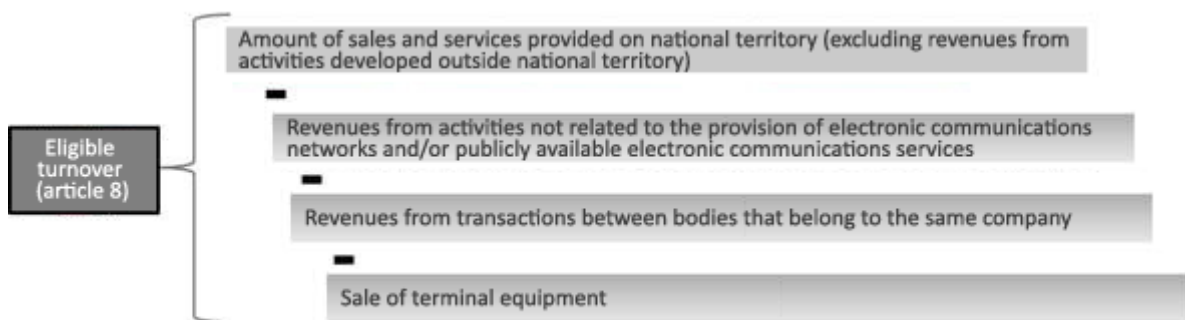 Eligible
turnover
(article 8)
Amount of sales and services provided on national territory (excluding revenues from
activities developed outside national territory)
-
Revenues from activities not related to the provision of electronic communications
networks and/or publicly available electronic communications services
-
Revenues from transactions between bodies that belong to the same company
-
Sale of terminal equipment